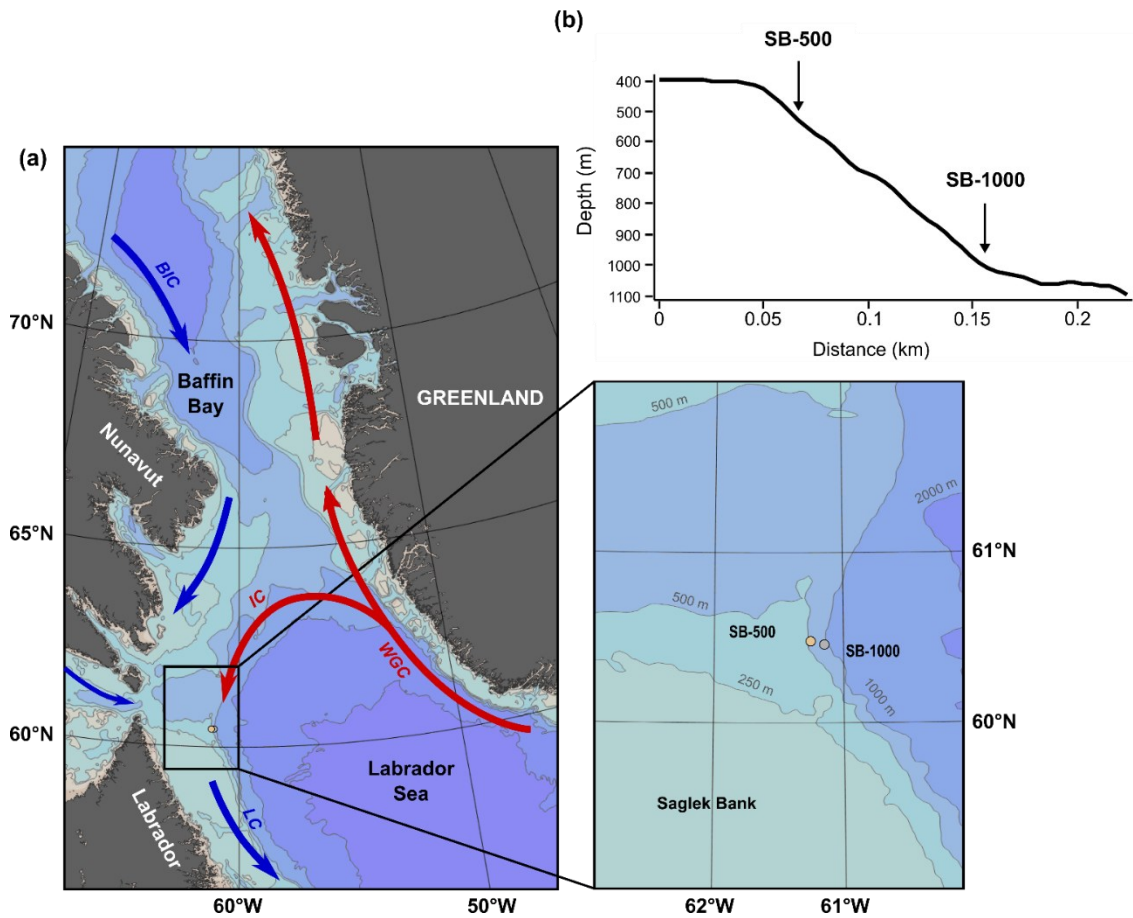 (b)
SB-500
SB-1000
400
500
600
700
800
900
1000
1100
Depth (m)
0
0.05
0.1
0.15
0.2
Distance (km)
(a)
BIC
70°N
Baffin
Bay
GREENLAND
Nunavut
65°N
IC
WGC
60°N
Labrador
Sea
LC
Labrador
60°W
50°W
500 m
2000 m
61°N
500 m
SB-500
SB-1000
250 m
1000 m
60°N
Saglek Bank
62°W
61°W